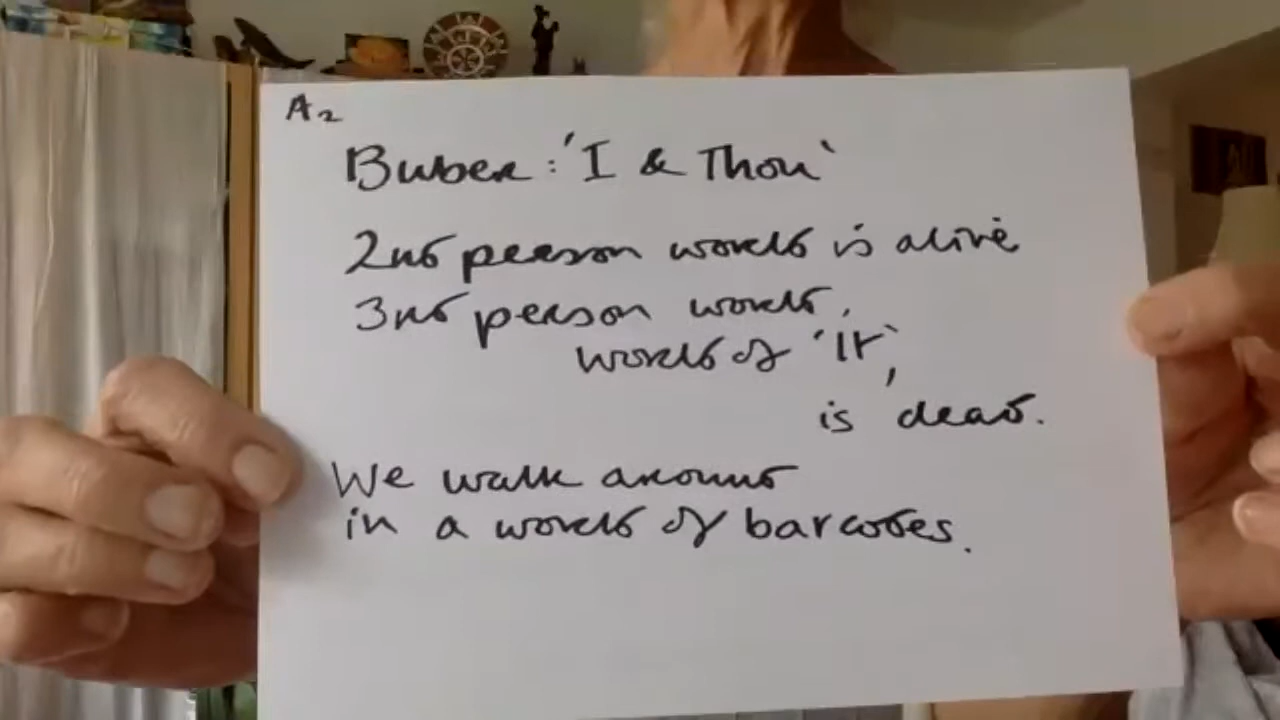 A2
Buber: 'I & Thou'
2nd person world is alive
3rd person world,
world of 'It',
is dead.
We walk around
in a world of barcodes.